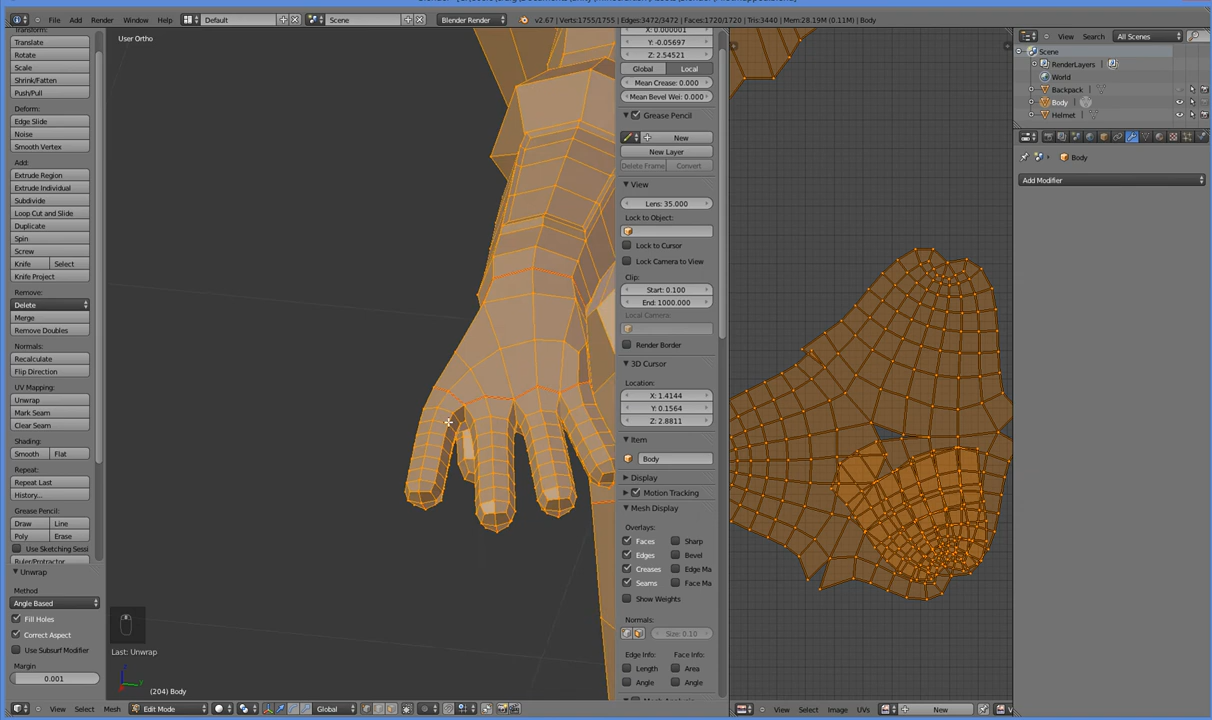 File
Add
Render
Window
Help
Default
Scene
Blender Render
v2.67 | Verts:1755/1755 | Edges:3472/3472 | Faces:1720/1720 | Tris:3440 | Mem:28.19M (0.11M) | Body
Transform:
Translate
Rotate
Scale
Shrink/Fatten
Push/Pull
Deform:
Edge Slide
Noise
Smooth Vertex
Add:
Extrude Region
Extrude Individual
Subdivide
Loop Cut and Slide
Duplicate
Spin
Screw
Knife
Select
Knife Project
Remove:
Delete
Merge
Remove Doubles
Normals:
Recalculate
Flip Direction
UV Mapping:
Unwrap
Mark Seam
Clear Seam
Shading:
Smooth
Flat
Repeat:
Repeat Last
History...
Grease Pencil:
Draw
Line
Poly
Erase
Use Sketching Sessi
Ruler/Protractor
Unwrap
Method
Angle Based
Fill Holes
Correct Aspect
Use Subsurf Modifier
Margin
0.001
User Ortho
Last: Unwrap
(204) Body
View
Select
Mesh
Edit Mode
Global
X: 0.000001
Y: -0.05697
Z: 2.54521
Global
Local
Mean Crease: 0.000
Mean Bevel Wei: 0.000
Grease Pencil
New
New Layer
Delete Frame
Convert
View
Lens: 35.000
Lock to Object:
Lock to Cursor
Lock Camera to View
Clip:
Start: 0.100
End: 1000.000
Local Camera:
Render Border
3D Cursor
Location:
X: 1.4144
Y: 0.1564
Z: 2.8811
Item
Body
Display
Motion Tracking
Mesh Display
Overlays:
Faces
Sharp
Edges
Bevel
Creases
Edge Ma
Seams
Face Ma
Show Weights
Normals:
Size: 0.10
Edge Info:
Face Info:
Length
Area
Angle
Angle
View
Select
Image
UVs
New
View
Search
All Scenes
Scene
RenderLayers
World
Backpack
Body
Helmet
Body
Add Modifier